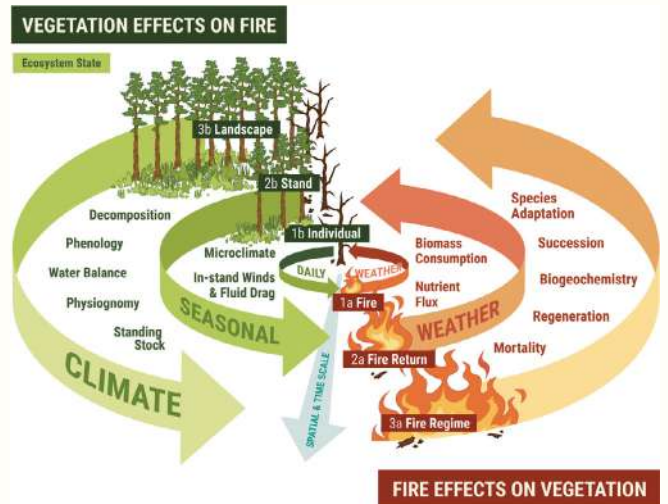 VEGETATION EFFECTS ON FIRE
Ecosystem State
3b Landscape
2b Stand
1b Individual
Decomposition
Phenology
Water Balance
Physiognomy
Standing
Stock
Microclimate
In-stand Winds
& Fluid Drag
DAILY
WEATHER
SEASONAL
WEATHER
CLIMATE
1a Fire
2a Fire Return
3a Fire Regime
Biomass
Consumption
Nutrient
Flux
Species
Adaptation
Succession
Biogeochemistry
Regeneration
Mortality
SPATIAL & TIME SCALE
FIRE EFFECTS ON VEGETATION